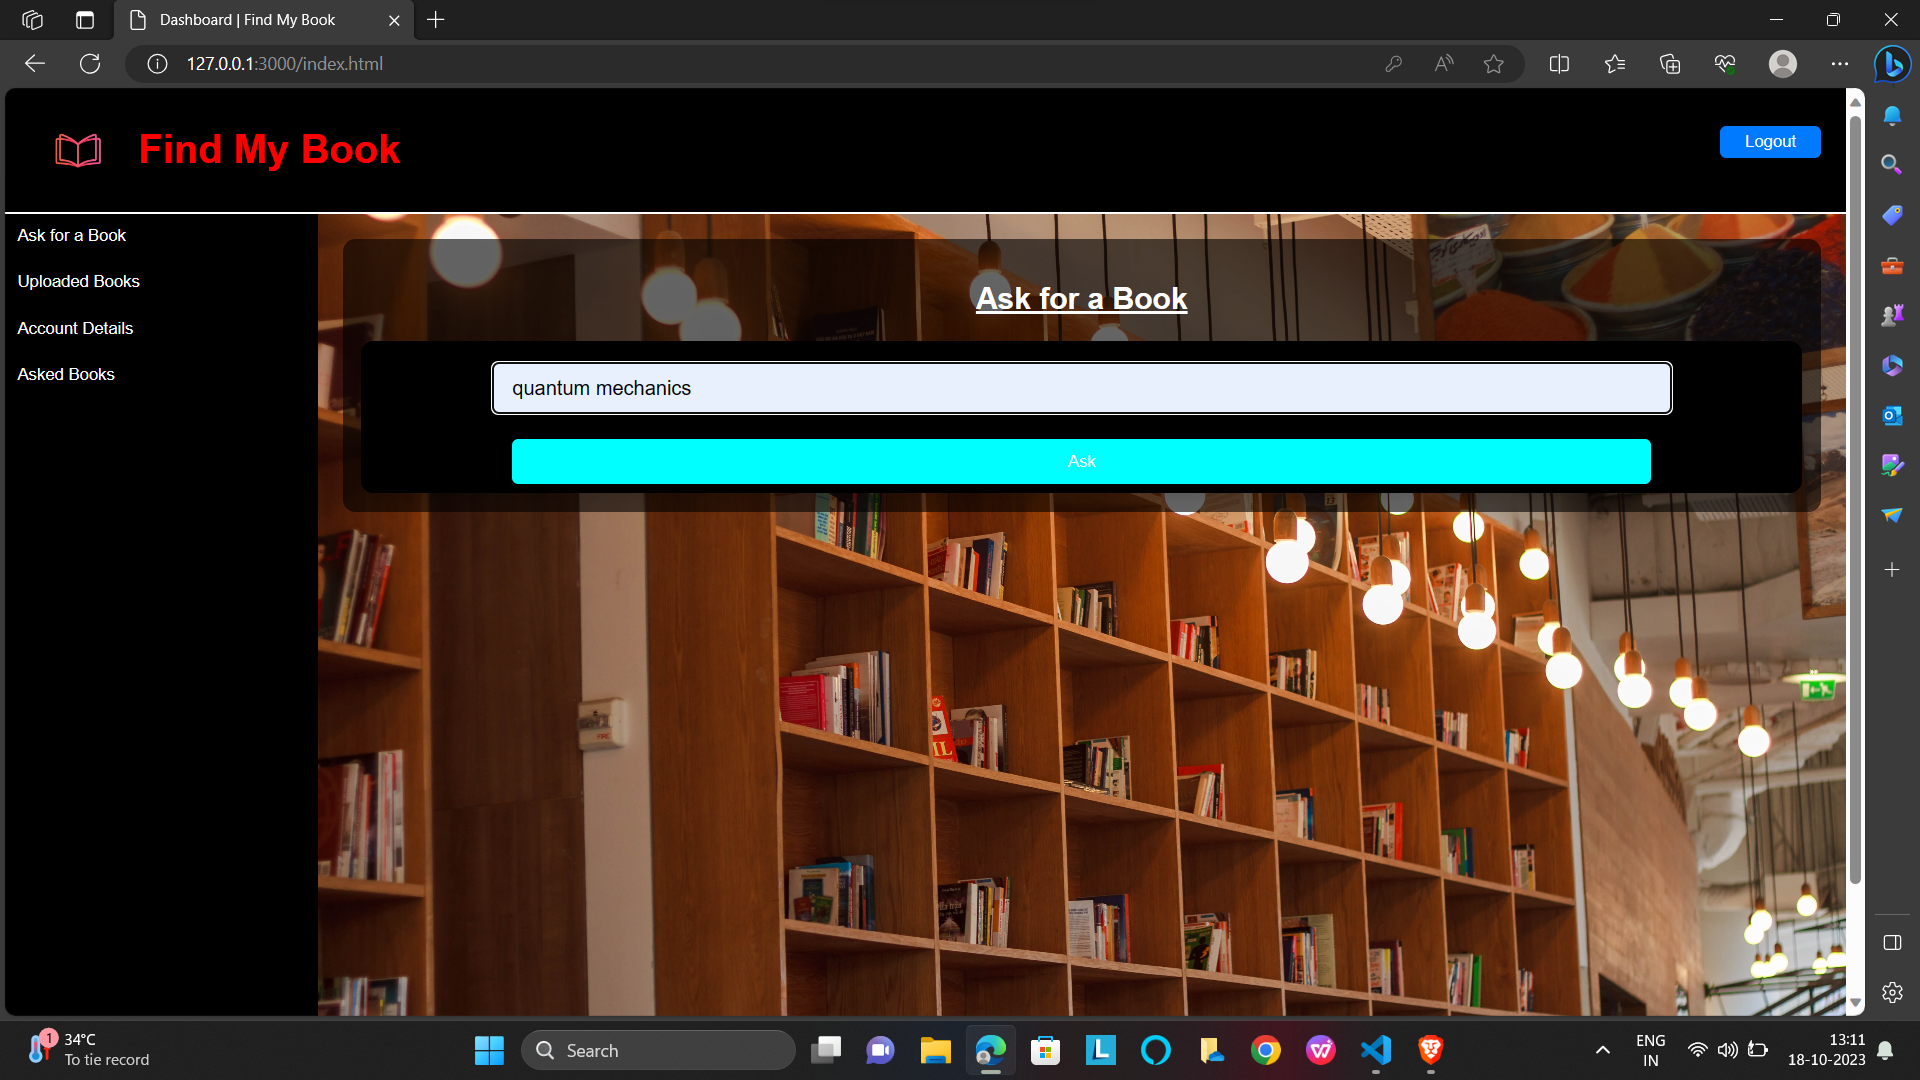 Dashboard | Find My Book
127.0.0.1:3000/index.html
Find My Book
Logout
Ask for a Book
Uploaded Books
Account Details
Asked Books
Ask for a Book
quantum mechanics
Ask
1
34°C
To tie record
Search
ENG
IN
13:11
18-10-2023